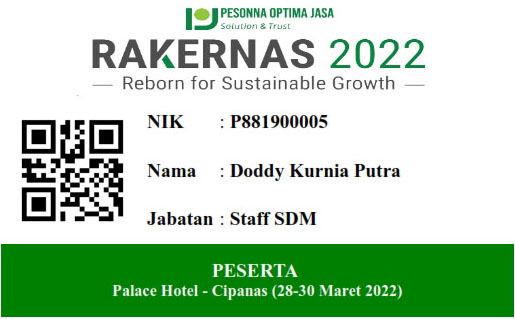 PESONNA OPTIMA JASA
Solution & Trust
RAKERNAS 2022
Reborn for Sustainable Growth
NIK : P881900005
Nama : Doddy Kurnia Putra
Jabatan : Staff SDM
PESERTA
Palace Hotel - Cipanas (28-30 Maret 2022)